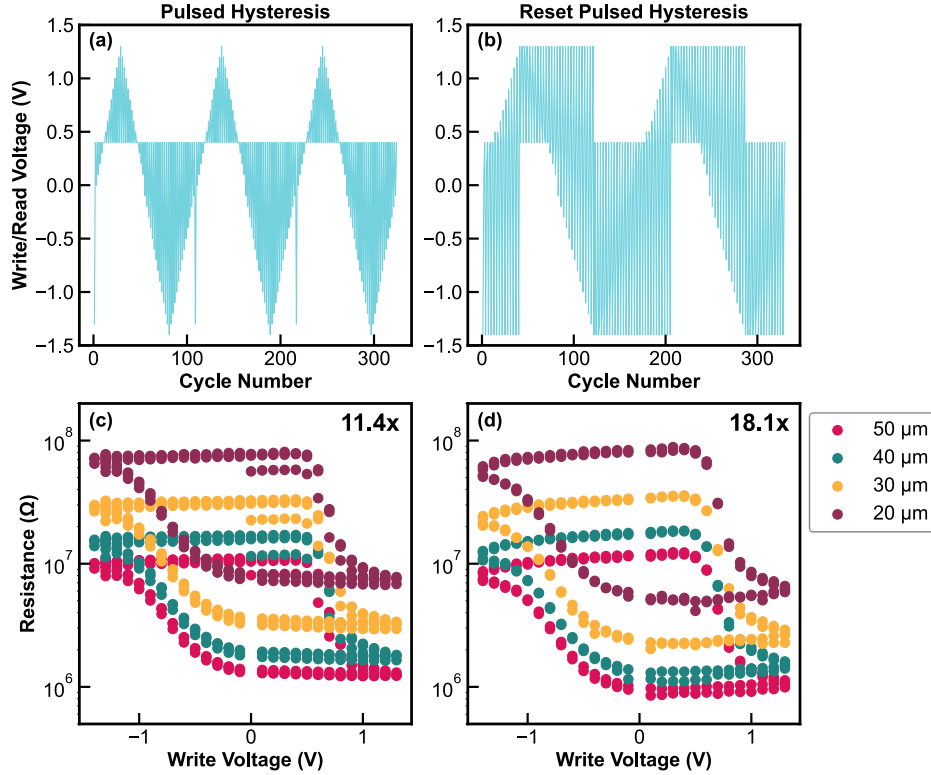 Pulsed Hysteresis
Reset Pulsed Hysteresis
(a)
(b)
1.5
1.0
0.5
0.0
−0.5
−1.0
−1.5
Write/Read Voltage (V)
0
100
200
300
Cycle Number
1.5
1.0
0.5
0.0
−0.5
−1.0
−1.5
0
100
200
300
Cycle Number
(c)
11.4x
10⁸
10⁷
10⁶
Resistance (Ω)
−1
0
1
Write Voltage (V)
(d)
18.1x
10⁸
10⁷
10⁶
−1
0
1
Write Voltage (V)
50 μm
40 μm
30 μm
20 μm